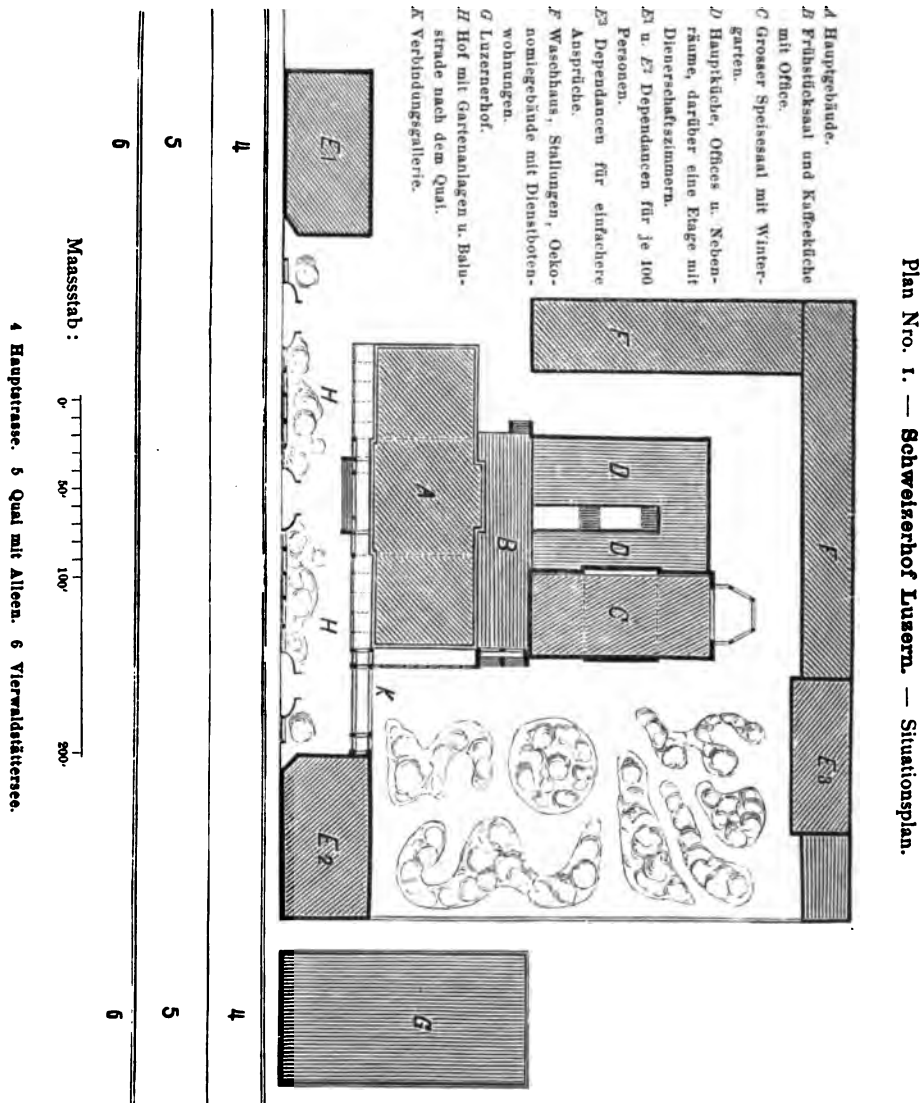 Plan Nro. 1. — Schweizerhof Luzern. — Situationsplan.
A Hauptgebäude.
B Frühstücksaal und Kaffeeküche
mit Office.
C Grosser Speisesaal mit Winter-
garten.
D Hauptküche, Offices u. Neben-
räume, darüber eine Etage mit
Dienerschaftszimmern.
E1 u. E2 Dependancen für je 100
Personen.
E3 Dependancen für einfachere
Ansprüche.
F Waschhaus, Stallungen, Oeko-
nomiegebäude mit Dienstboten-
wohnungen.
G Luzernerhof.
H Hof mit Gartenanlagen u. Balu-
strade nach dem Quai.
K Verbindungsgallerie.
F
F
E3
D
D
C
B
A
K
H
H
E1
E2
G
4
4
5
5
6
6
Maassstab:
0' 50' 100' 200'
4 Hauptstrasse. 5 Quai mit Alleen. 6 Vierwaldstättersee.